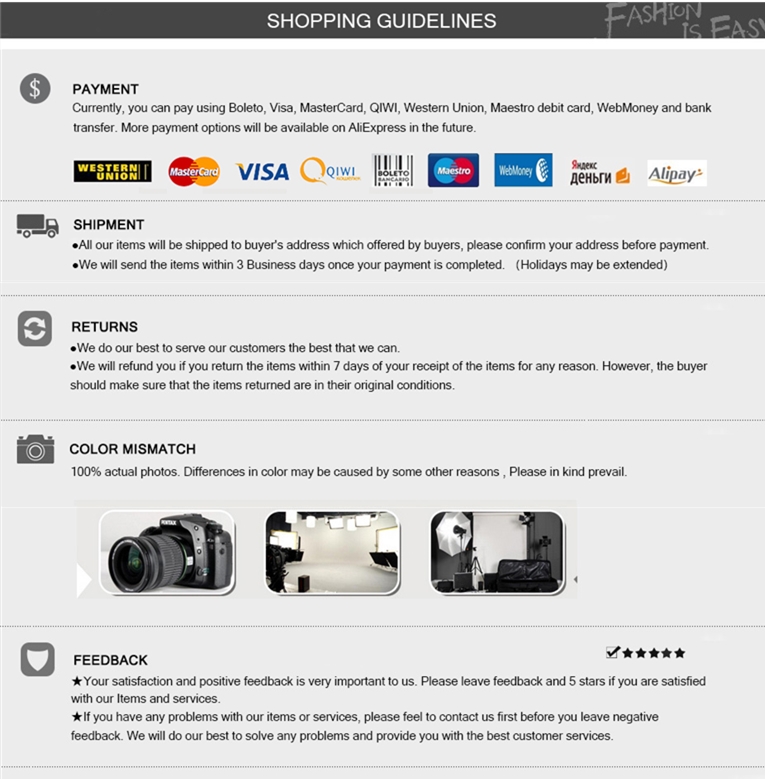 SHOPPING GUIDELINES
FASHION
IS EASY
$
PAYMENT
Currently, you can pay using Boleto, Visa, MasterCard, QIWI, Western Union, Maestro debit card, WebMoney and bank
transfer. More payment options will be available on AliExpress in the future.
WESTERN
UNION
MasterCard
VISA
QIWI
BOLETO
BANCÁRIO
Maestro
WebMoney
Яндекс
деньги
Alipay
SHIPMENT
●All our items will be shipped to buyer's address which offered by buyers, please confirm your address before payment.
●We will send the items within 3 Business days once your payment is completed. (Holidays may be extended)
RETURNS
●We do our best to serve our customers the best that we can.
●We will refund you if you return the items within 7 days of your receipt of the items for any reason. However, the buyer
should make sure that the items returned are in their original conditions.
COLOR MISMATCH
100% actual photos. Differences in color may be caused by some other reasons , Please in kind prevail.
PENTAX
FEEDBACK
★Your satisfaction and positive feedback is very important to us. Please leave feedback and 5 stars if you are satisfied
with our Items and services.
★If you have any problems with our items or services, please feel to contact us first before you leave negative
feedback. We will do our best to solve any problems and provide you with the best customer services.